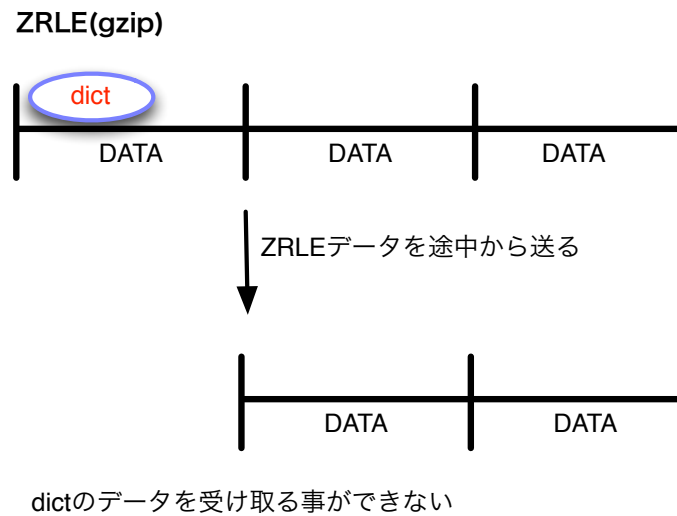 ZRLE(gzip)
dict
DATA
DATA
DATA
ZRLEデータを途中から送る
DATA
DATA
dictのデータを受け取る事ができない